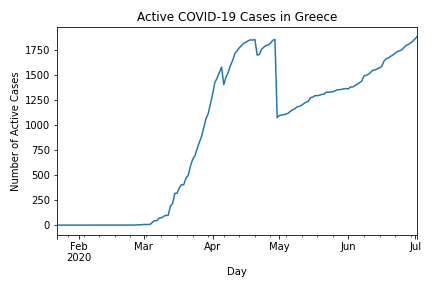 Active COVID-19 Cases in Greece
Number of Active Cases
1750
1500
1250
1000
750
500
250
0
Feb Mar Apr May Jun Jul
2020
Day